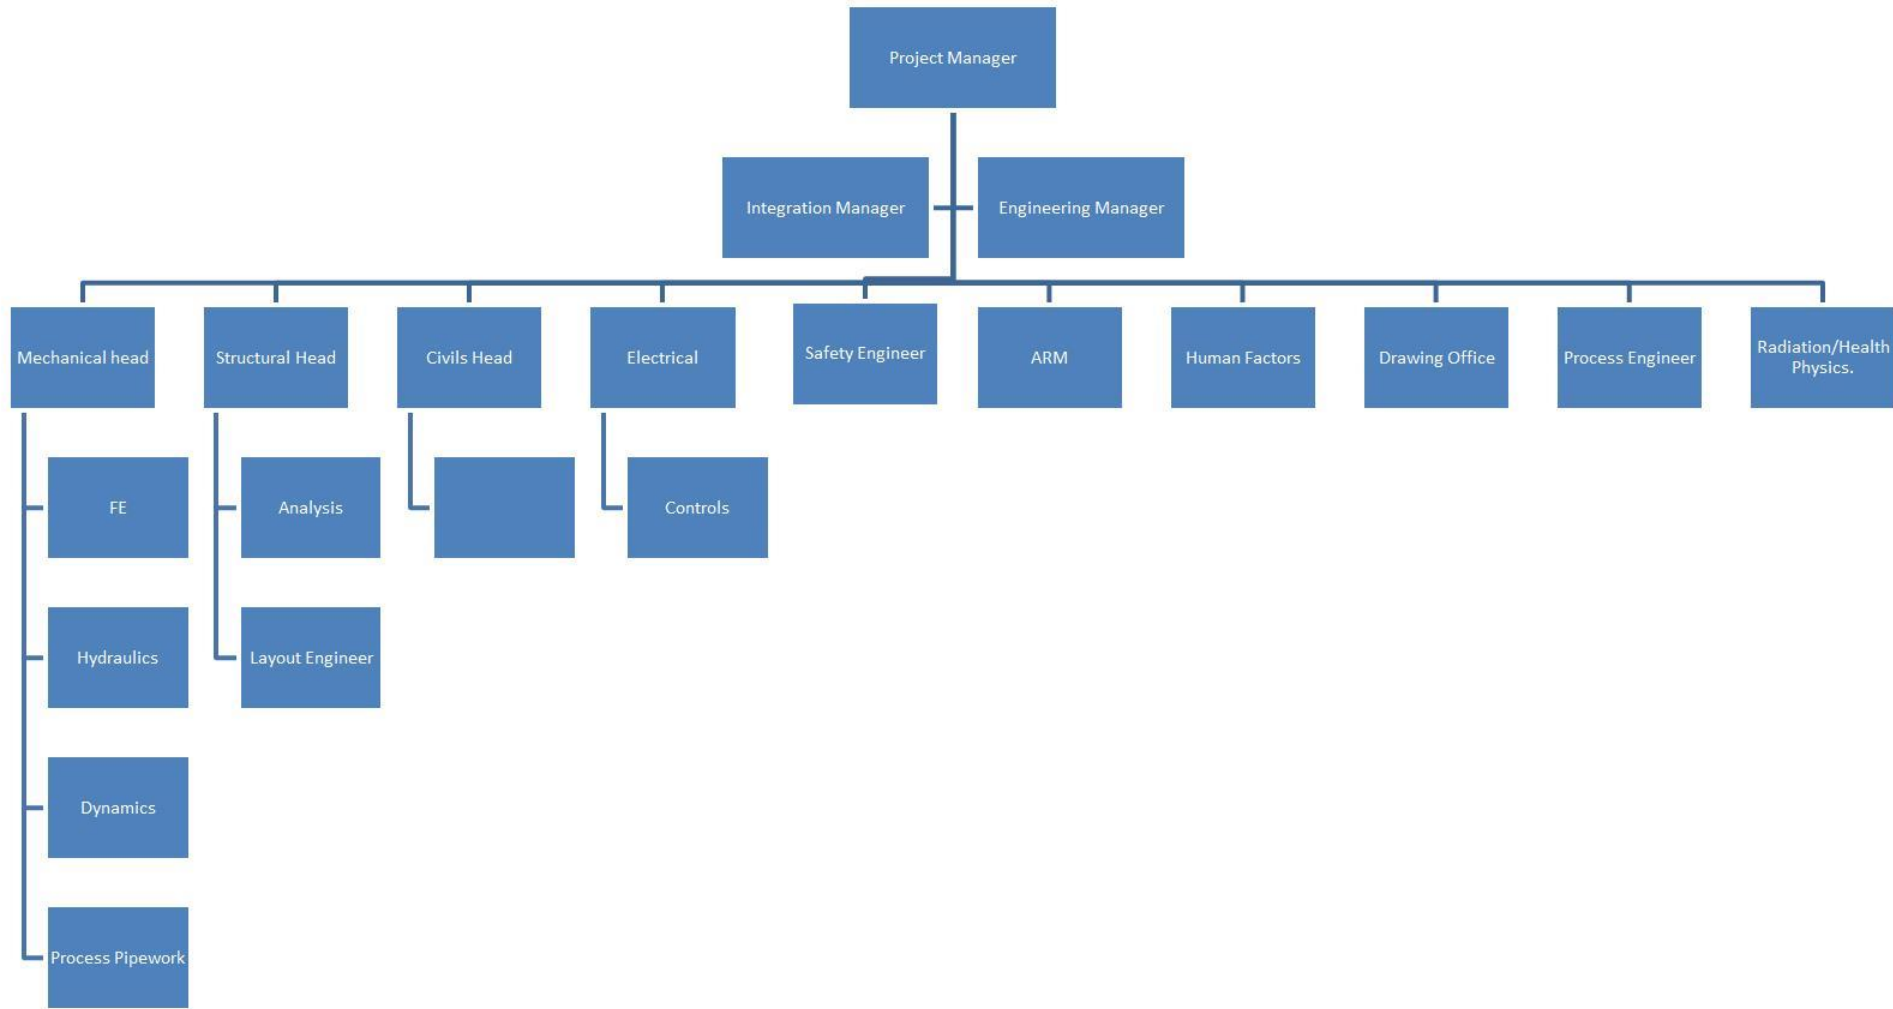 Project Manager
Integration Manager
Engineering Manager
Mechanical head
Structural Head
Civils Head
Electrical
Safety Engineer
ARM
Human Factors
Drawing Office
Process Engineer
Radiation/Health
Physics.
FE
Analysis
Controls
Hydraulics
Layout Engineer
Dynamics
Process Pipework